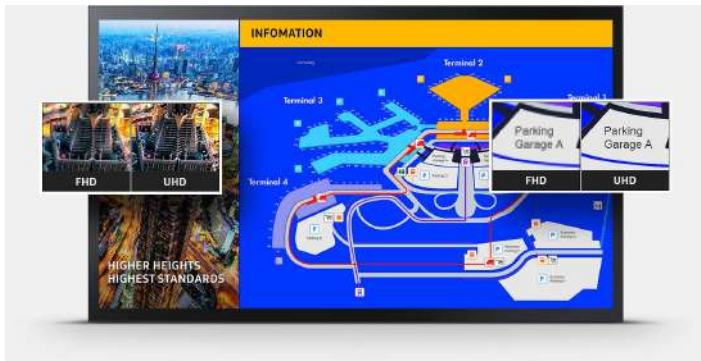 INFOMATION
Terminal 2
Terminal 3
Terminal 1
Terminal 4
FHD
UHD
Parking
Garage A
FHD
Parking
Garage A
UHD
HIGHER HEIGHTS
HIGHEST STANDARDS
P
P
P
P
P